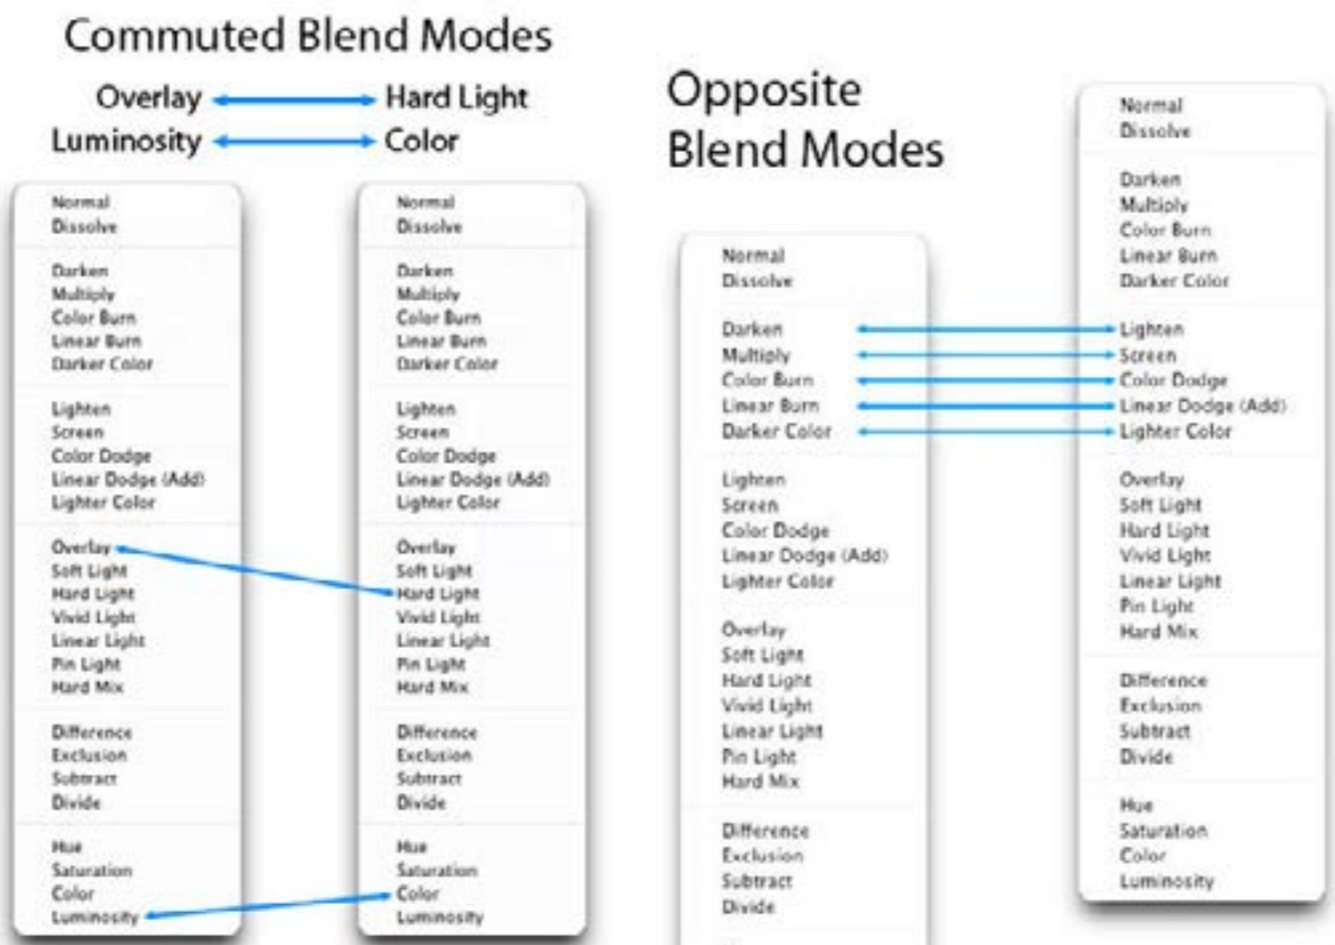 Commuted Blend Modes
Overlay Hard Light
Luminosity Color
Normal
Dissolve
Darken
Multiply
Color Burn
Linear Burn
Darker Color
Lighten
Screen
Color Dodge
Linear Dodge (Add)
Lighter Color
Overlay
Soft Light
Hard Light
Vivid Light
Linear Light
Pin Light
Hard Mix
Difference
Exclusion
Subtract
Divide
Hue
Saturation
Color
Luminosity
Normal
Dissolve
Darken
Multiply
Color Burn
Linear Burn
Darker Color
Lighten
Screen
Color Dodge
Linear Dodge (Add)
Lighter Color
Overlay
Soft Light
Hard Light
Vivid Light
Linear Light
Pin Light
Hard Mix
Difference
Exclusion
Subtract
Divide
Hue
Saturation
Color
Luminosity
Opposite
Blend Modes
Normal
Dissolve
Darken
Multiply
Color Burn
Linear Burn
Darker Color
Lighten
Screen
Color Dodge
Linear Dodge (Add)
Lighter Color
Overlay
Soft Light
Hard Light
Vivid Light
Linear Light
Pin Light
Hard Mix
Difference
Exclusion
Subtract
Divide
Normal
Dissolve
Darken
Multiply
Color Burn
Linear Burn
Darker Color
Lighten
Screen
Color Dodge
Linear Dodge (Add)
Lighter Color
Overlay
Soft Light
Hard Light
Vivid Light
Linear Light
Pin Light
Hard Mix
Difference
Exclusion
Subtract
Divide
Hue
Saturation
Color
Luminosity